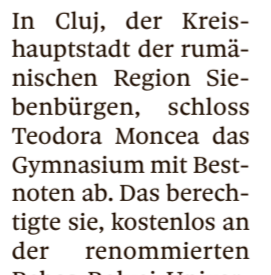 In Cluj, der Kreis-
hauptstadt der rumä-
nischen Region Sie-
benbürgen, schloss
Teodora Moncea das
Gymnasium mit Best-
noten ab. Das berech-
tigte sie, kostenlos an
der renommierten